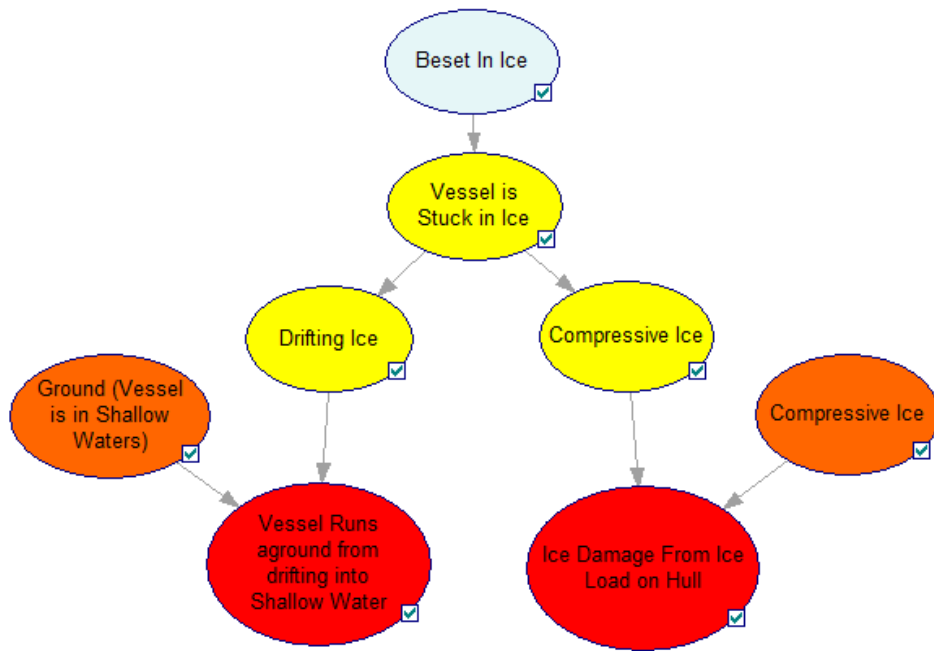 Beset In Ice
Vessel is
Stuck in Ice
Drifting Ice
Compressive Ice
Ground (Vessel
is in Shallow
Waters)
Compressive Ice
Vessel Runs
aground from
drifting into
Shallow Water
Ice Damage From Ice
Load on Hull